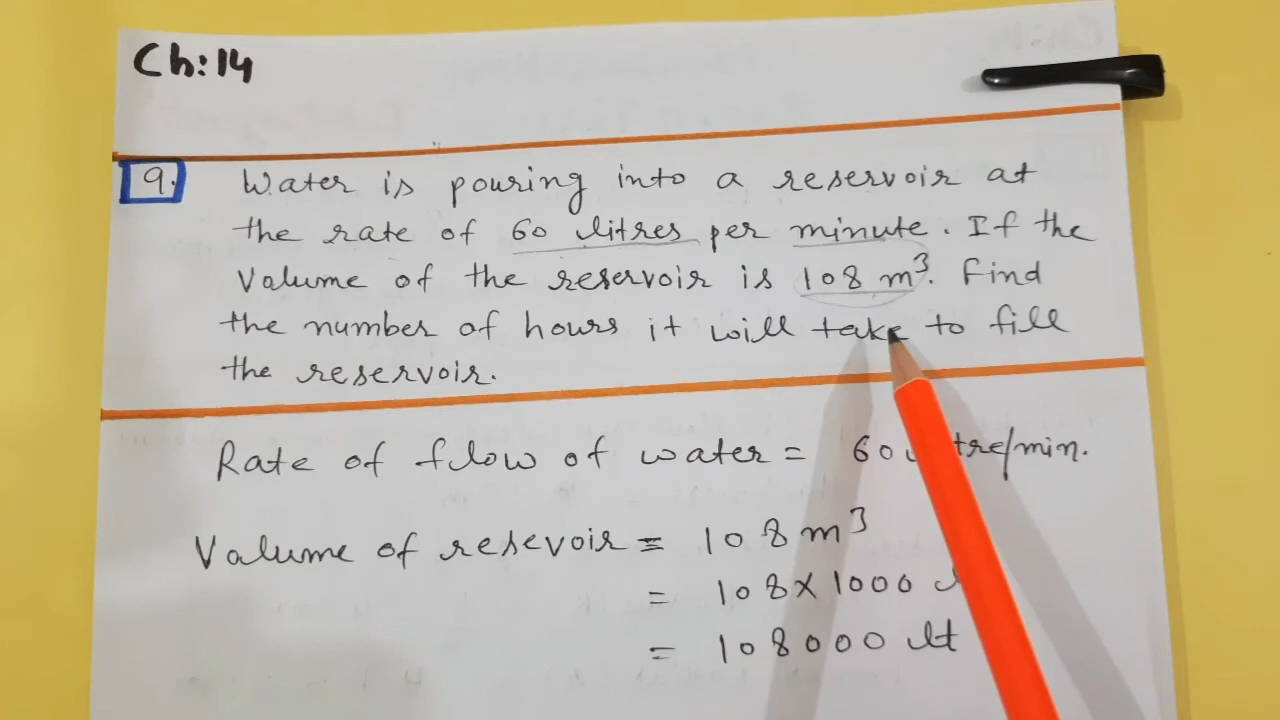 Ch:14
9. Water is pouring into a reservoir at
the rate of 60 litres per minute. If the
Volume of the reservoir is 108 m³. Find
the number of hours it will take to fill
the reservoir.
Rate of flow of water = 60 tre/min.
Volume of resevoir = 108 m³
= 108 × 1000
= 108000 lt